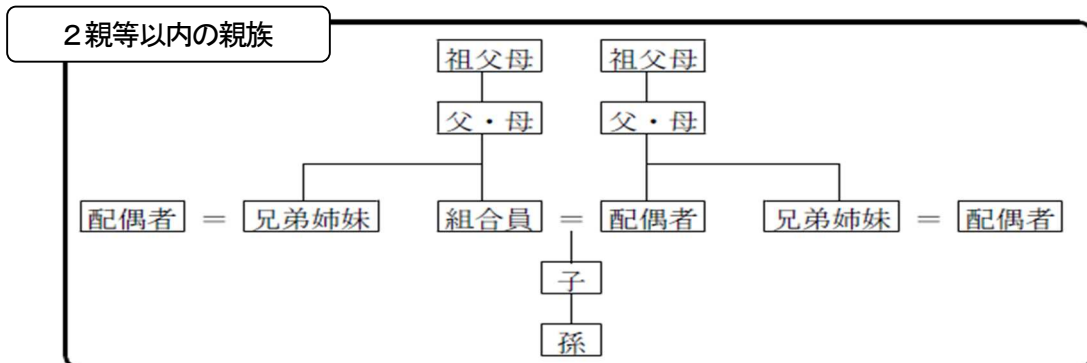 ２親等以内の親族
祖父母 祖父母
父・母 父・母
配偶者 ＝ 兄弟姉妹 組合員 ＝ 配偶者 兄弟姉妹 ＝ 配偶者
子
孫